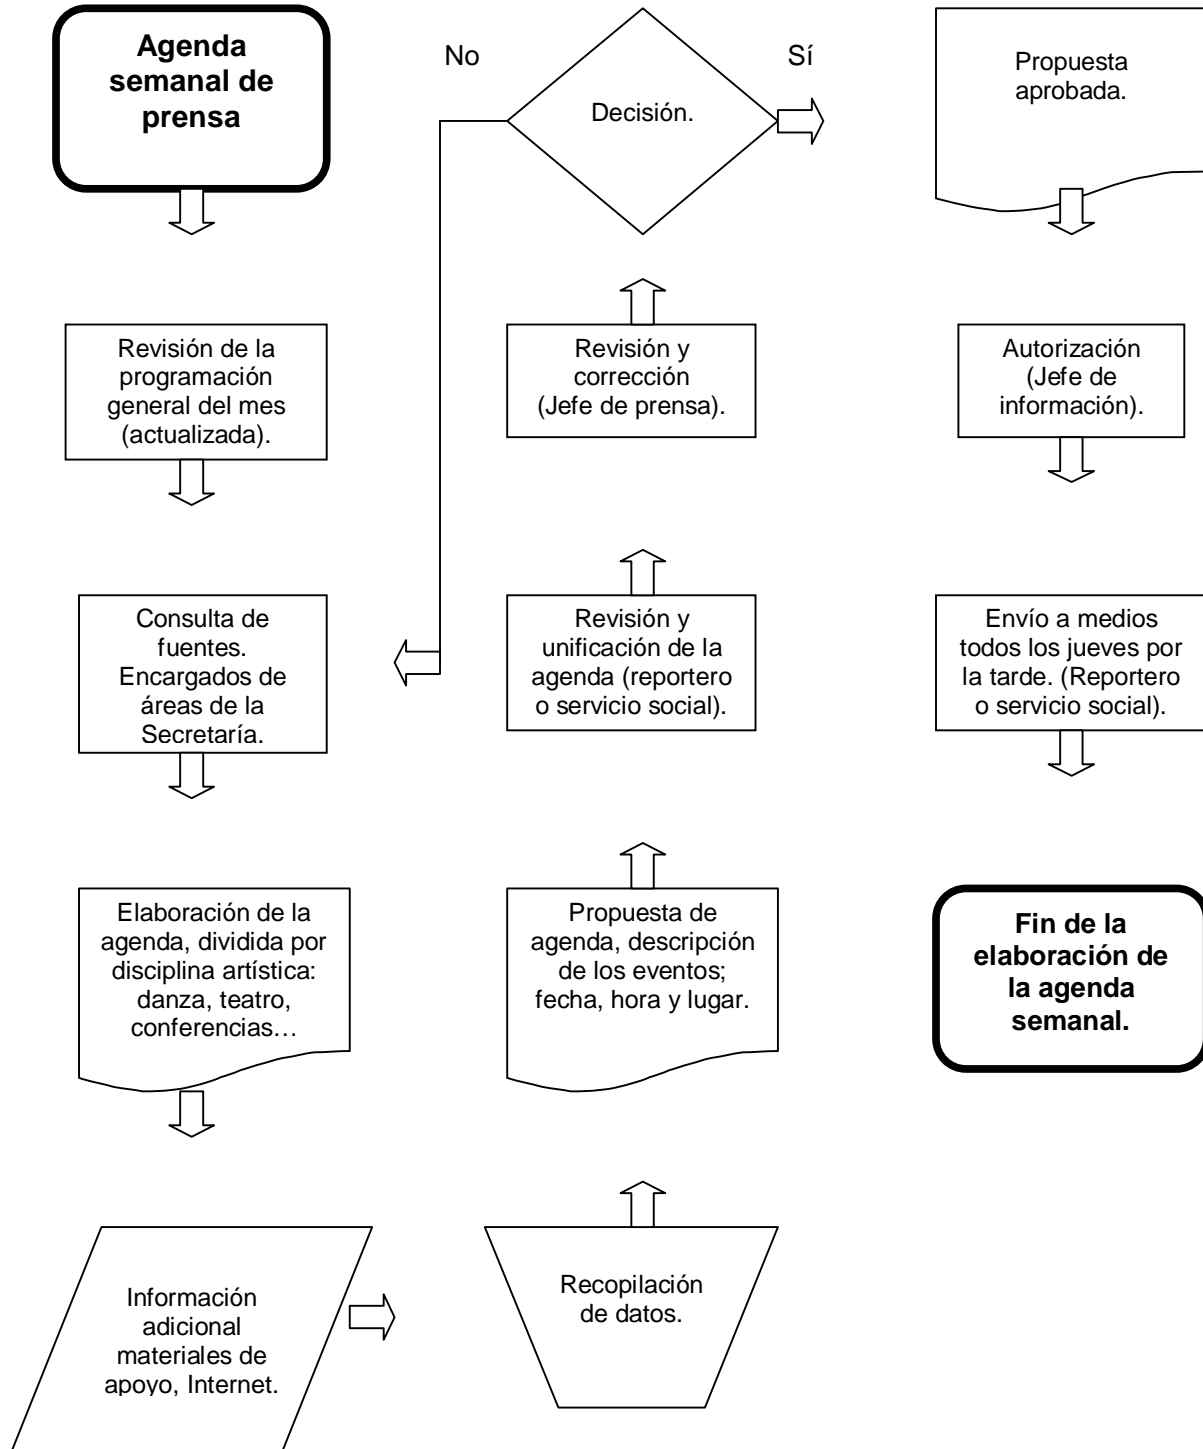 Agenda
semanal de
prensa
Revisión de la
programación
general del mes
(actualizada).
Consulta de
fuentes.
Encargados de
áreas de la
Secretaría.
Elaboración de la
agenda, dividida por
disciplina artística:
danza, teatro,
conferencias…
Información
adicional
materiales de
apoyo, Internet.
Recopilación
de datos.
Propuesta de
agenda, descripción
de los eventos;
fecha, hora y lugar.
Revisión y
unificación de la
agenda (reportero
o servicio social).
Revisión y
corrección
(Jefe de prensa).
Decisión.
No
Sí
Propuesta
aprobada.
Autorización
(Jefe de
información).
Envío a medios
todos los jueves por
la tarde. (Reportero
o servicio social).
Fin de la
elaboración de
la agenda
semanal.